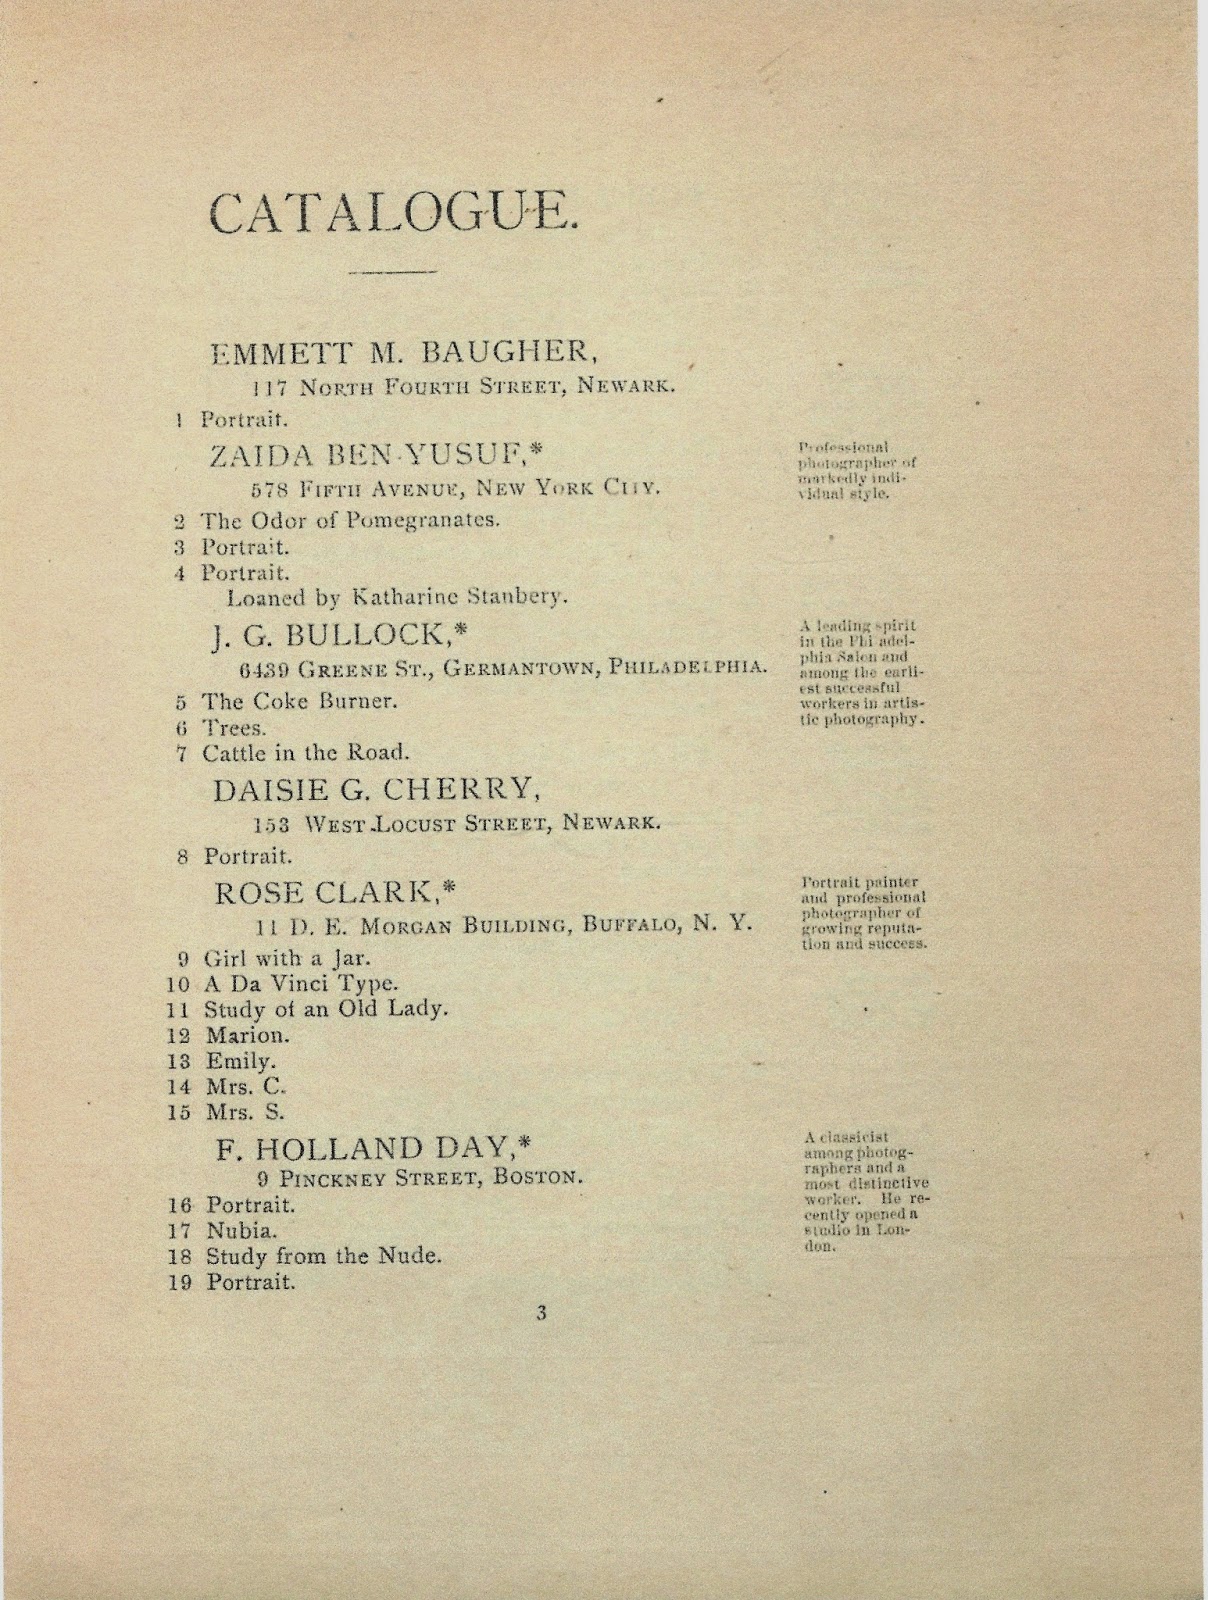 CATALOGUE.
EMMETT M. BAUGHER,
117 North Fourth Street, Newark.
1 Portrait.
ZAIDA BEN-YUSUF,*
578 Fifth Avenue, New York City.
Professional
photographer of
markedly indi-
vidual style.
2 The Odor of Pomegranates.
3 Portrait.
4 Portrait.
Loaned by Katharine Stanbery.
J. G. BULLOCK,*
6439 Greene St., Germantown, Philadelphia.
A leading spirit
in the Philadel-
phia Salon and
among the earli-
est successful
workers in artis-
tic photography.
5 The Coke Burner.
6 Trees.
7 Cattle in the Road.
DAISIE G. CHERRY,
153 West Locust Street, Newark.
8 Portrait.
ROSE CLARK,*
11 D. E. Morgan Building, Buffalo, N. Y.
Portrait painter
and professional
photographer of
growing reputa-
tion and success.
9 Girl with a Jar.
10 A Da Vinci Type.
11 Study of an Old Lady.
12 Marion.
13 Emily.
14 Mrs. C.
15 Mrs. S.
F. HOLLAND DAY,*
9 Pinckney Street, Boston.
A classicist
among photog-
raphers and a
most distinctive
worker. He re-
cently opened a
studio in Lon-
don.
16 Portrait.
17 Nubia.
18 Study from the Nude.
19 Portrait.
3